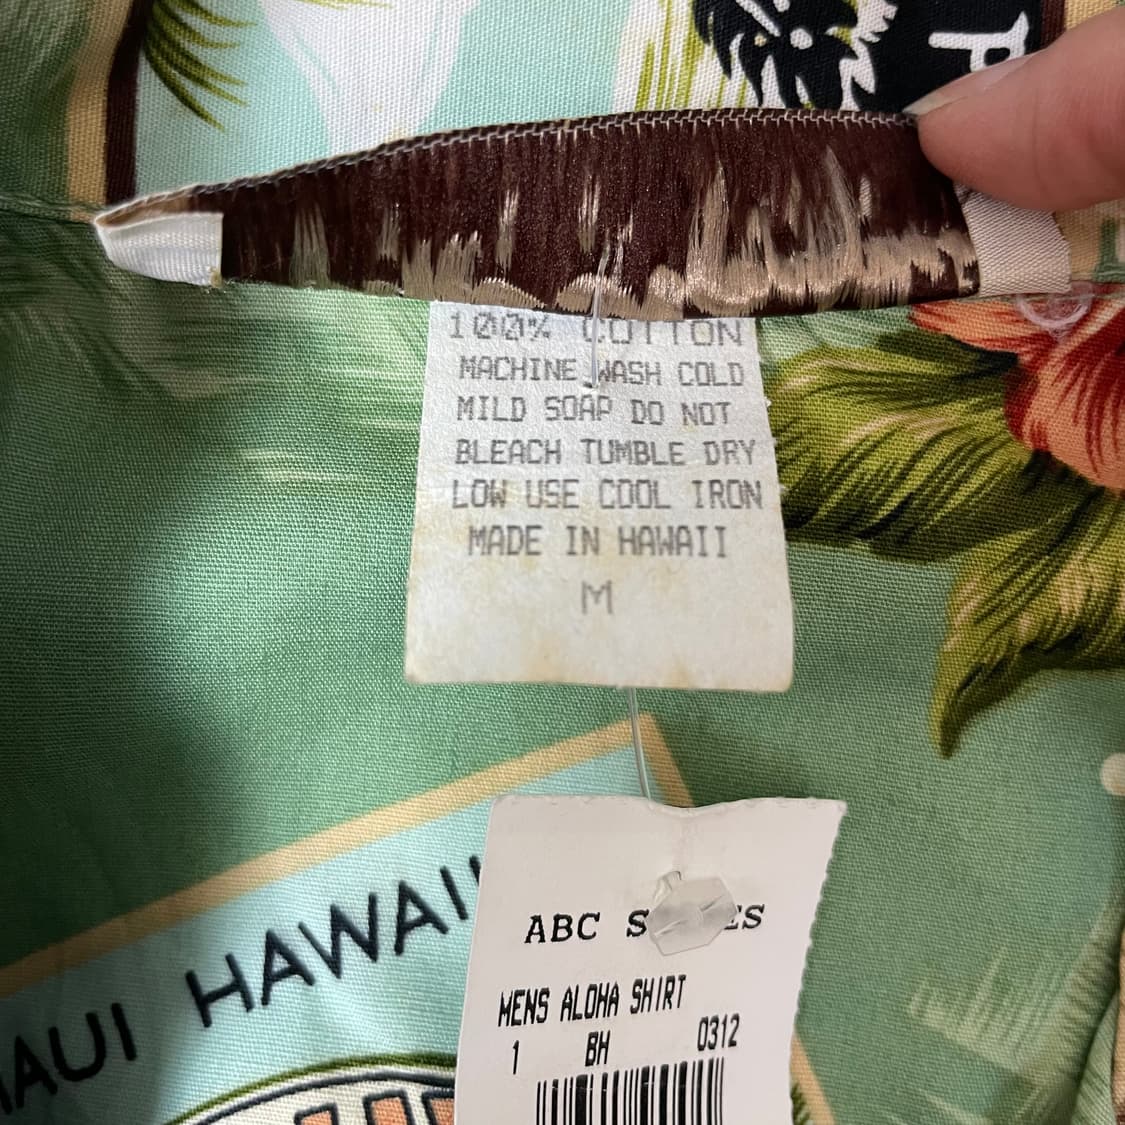 100% COTTON
MACHINE WASH COLD
MILD SOAP DO NOT
BLEACH TUMBLE DRY
LOW USE COOL IRON
MADE IN HAWAII
M
HAWAII
ABC
MENS ALOHA SHIRT
1 BH 0312